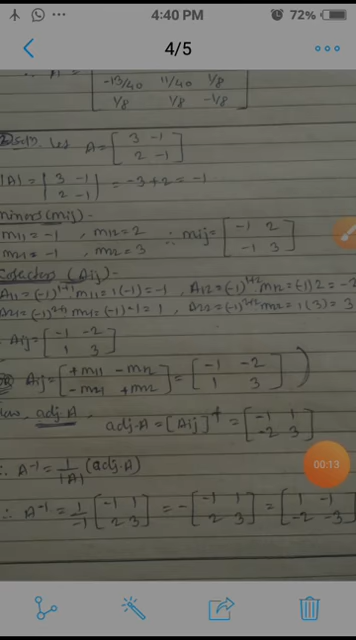 4:40 PM 72%
4/5
-13/40 11/40 1/8
1/8 1/8 -1/8
Let A = [3 -1
2 -1]
|A| = |3 -1
2 -1| = -3+2 = -1
minors (mij) -
m11 = -1 , m12 = 2 ∴ mij = [-1 2
m21 = -1 , m22 = 3 -1 3]
Cofactors (Aij) -
A11 = (-1)^1+1 m11 = 1(-1) = -1 , A12 = (-1)^1+2 m12 = (-1) 2 = -2
A21 = (-1)^2+1 m21 = (-1) -1 = 1 , A22 = (-1)^2+2 m22 = 1(3) = 3
Aij = [-1 -2
1 3]
Aij = [+m11 -m12
-m21 +m22] = [-1 -2
1 3])
adj.A,
adj.A = [Aij]^t = [-1 1
-2 3]
00:13
∴ A^-1 = 1/|A| (adj.A)
∴ A^-1 = 1/-1 [-1 1
2 3] = -[-1 1
2 3] = [1 -1
-2 -3]